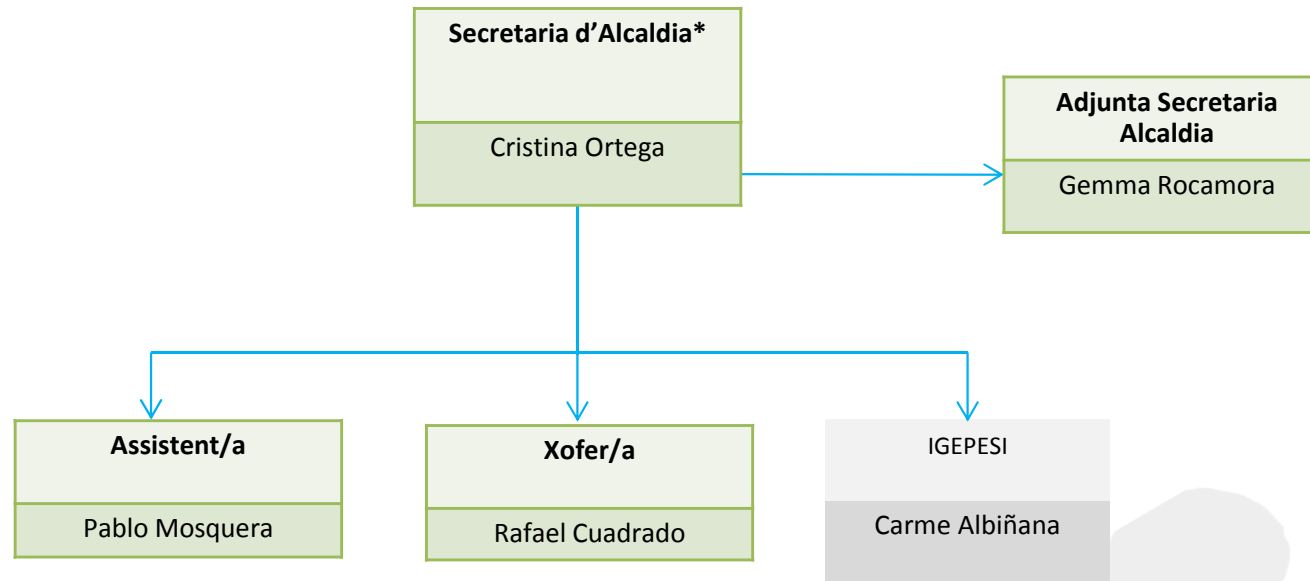 Secretaria d’Alcaldia*
Cristina Ortega
Adjunta Secretaria
Alcaldia
Gemma Rocamora
Assistent/a
Pablo Mosquera
Xofer/a
Rafael Cuadrado
IGEPESI
Carme Albiñana